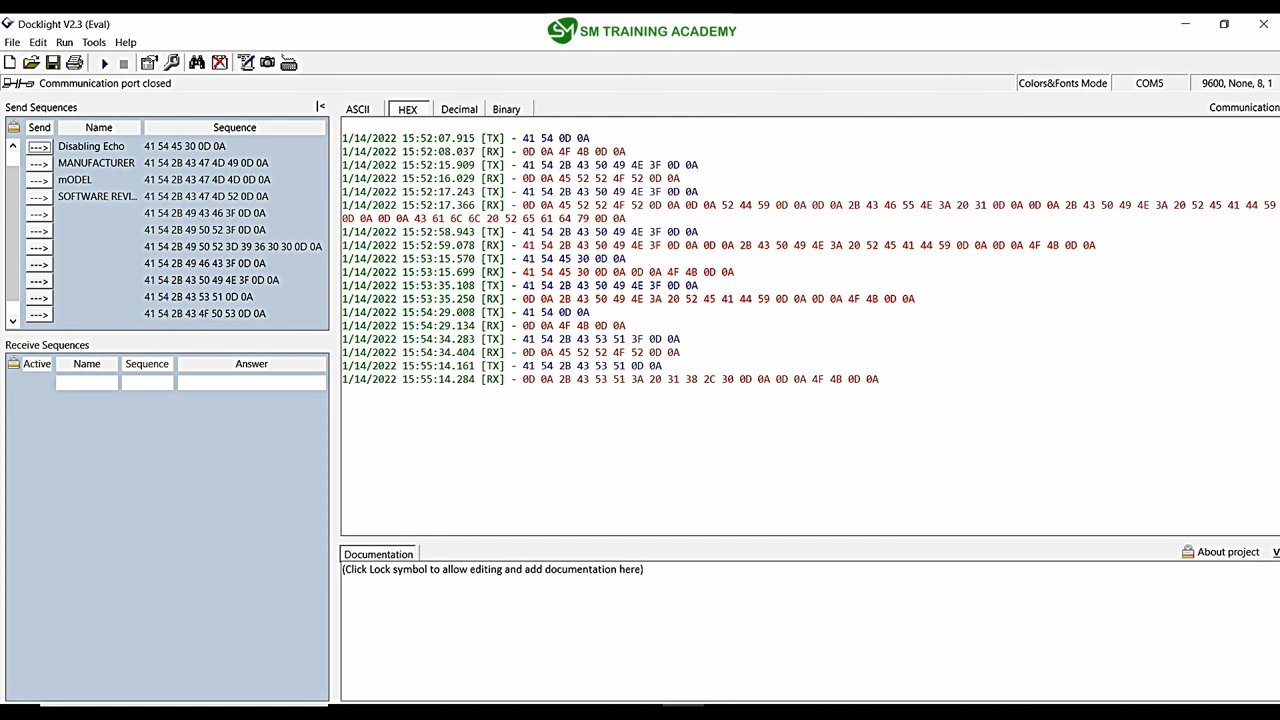 Docklight V2.3 (Eval)
SM TRAINING ACADEMY
File Edit Run Tools Help
Commmunication port closed
Colors&Fonts Mode COM5 9600, None, 8, 1
Send Sequences
Send Name Sequence
---> Disabling Echo 41 54 45 30 0D 0A
---> MANUFACTURER 41 54 2B 43 47 4D 49 0D 0A
---> mODEL 41 54 2B 43 47 4D 4D 0D 0A
---> SOFTWARE REVI... 41 54 2B 43 47 4D 52 0D 0A
---> 41 54 2B 49 43 46 3F 0D 0A
---> 41 54 2B 49 50 52 3F 0D 0A
---> 41 54 2B 49 50 52 3D 39 36 30 30 0D 0A
---> 41 54 2B 49 46 43 3F 0D 0A
---> 41 54 2B 43 50 49 4E 3F 0D 0A
---> 41 54 2B 43 53 51 0D 0A
---> 41 54 2B 43 4F 50 53 0D 0A
Receive Sequences
Active Name Sequence Answer
ASCII HEX Decimal Binary
Communication
1/14/2022 15:52:07.915 [TX] - 41 54 0D 0A
1/14/2022 15:52:08.037 [RX] - 0D 0A 4F 4B 0D 0A
1/14/2022 15:52:15.909 [TX] - 41 54 2B 43 50 49 4E 3F 0D 0A
1/14/2022 15:52:16.029 [RX] - 0D 0A 45 52 52 4F 52 0D 0A
1/14/2022 15:52:17.243 [TX] - 41 54 2B 43 50 49 4E 3F 0D 0A
1/14/2022 15:52:17.366 [RX] - 0D 0A 45 52 52 4F 52 0D 0A 0D 0A 52 44 59 0D 0A 0D 0A 2B 43 46 55 4E 3A 20 31 0D 0A 0D 0A 2B 43 50 49 4E 3A 20 52 45 41 44 59
0D 0A 0D 0A 43 61 6C 6C 20 52 65 61 64 79 0D 0A
1/14/2022 15:52:58.943 [TX] - 41 54 2B 43 50 49 4E 3F 0D 0A
1/14/2022 15:52:59.078 [RX] - 41 54 2B 43 50 49 4E 3F 0D 0A 0D 0A 2B 43 50 49 4E 3A 20 52 45 41 44 59 0D 0A 0D 0A 4F 4B 0D 0A
1/14/2022 15:53:15.570 [TX] - 41 54 45 30 0D 0A
1/14/2022 15:53:15.699 [RX] - 41 54 45 30 0D 0A 0D 0A 4F 4B 0D 0A
1/14/2022 15:53:35.108 [TX] - 41 54 2B 43 50 49 4E 3F 0D 0A
1/14/2022 15:53:35.250 [RX] - 0D 0A 2B 43 50 49 4E 3A 20 52 45 41 44 59 0D 0A 0D 0A 4F 4B 0D 0A
1/14/2022 15:54:29.008 [TX] - 41 54 0D 0A
1/14/2022 15:54:29.134 [RX] - 0D 0A 4F 4B 0D 0A
1/14/2022 15:54:34.283 [TX] - 41 54 2B 43 53 51 3F 0D 0A
1/14/2022 15:54:34.404 [RX] - 0D 0A 45 52 52 4F 52 0D 0A
1/14/2022 15:55:14.161 [TX] - 41 54 2B 43 53 51 0D 0A
1/14/2022 15:55:14.284 [RX] - 0D 0A 2B 43 53 51 3A 20 31 38 2C 30 0D 0A 0D 0A 4F 4B 0D 0A
Documentation
About project V
(Click Lock symbol to allow editing and add documentation here)